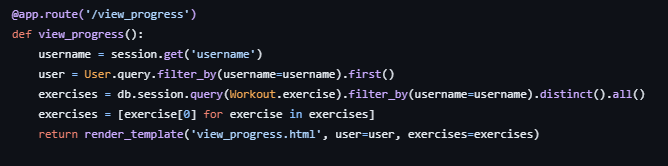 @app.route('/view_progress')
def view_progress():
    username = session.get('username')
    user = User.query.filter_by(username=username).first()
    exercises = db.session.query(Workout.exercise).filter_by(username=username).distinct().all()
    exercises = [exercise[0] for exercise in exercises]
    return render_template('view_progress.html', user=user, exercises=exercises)